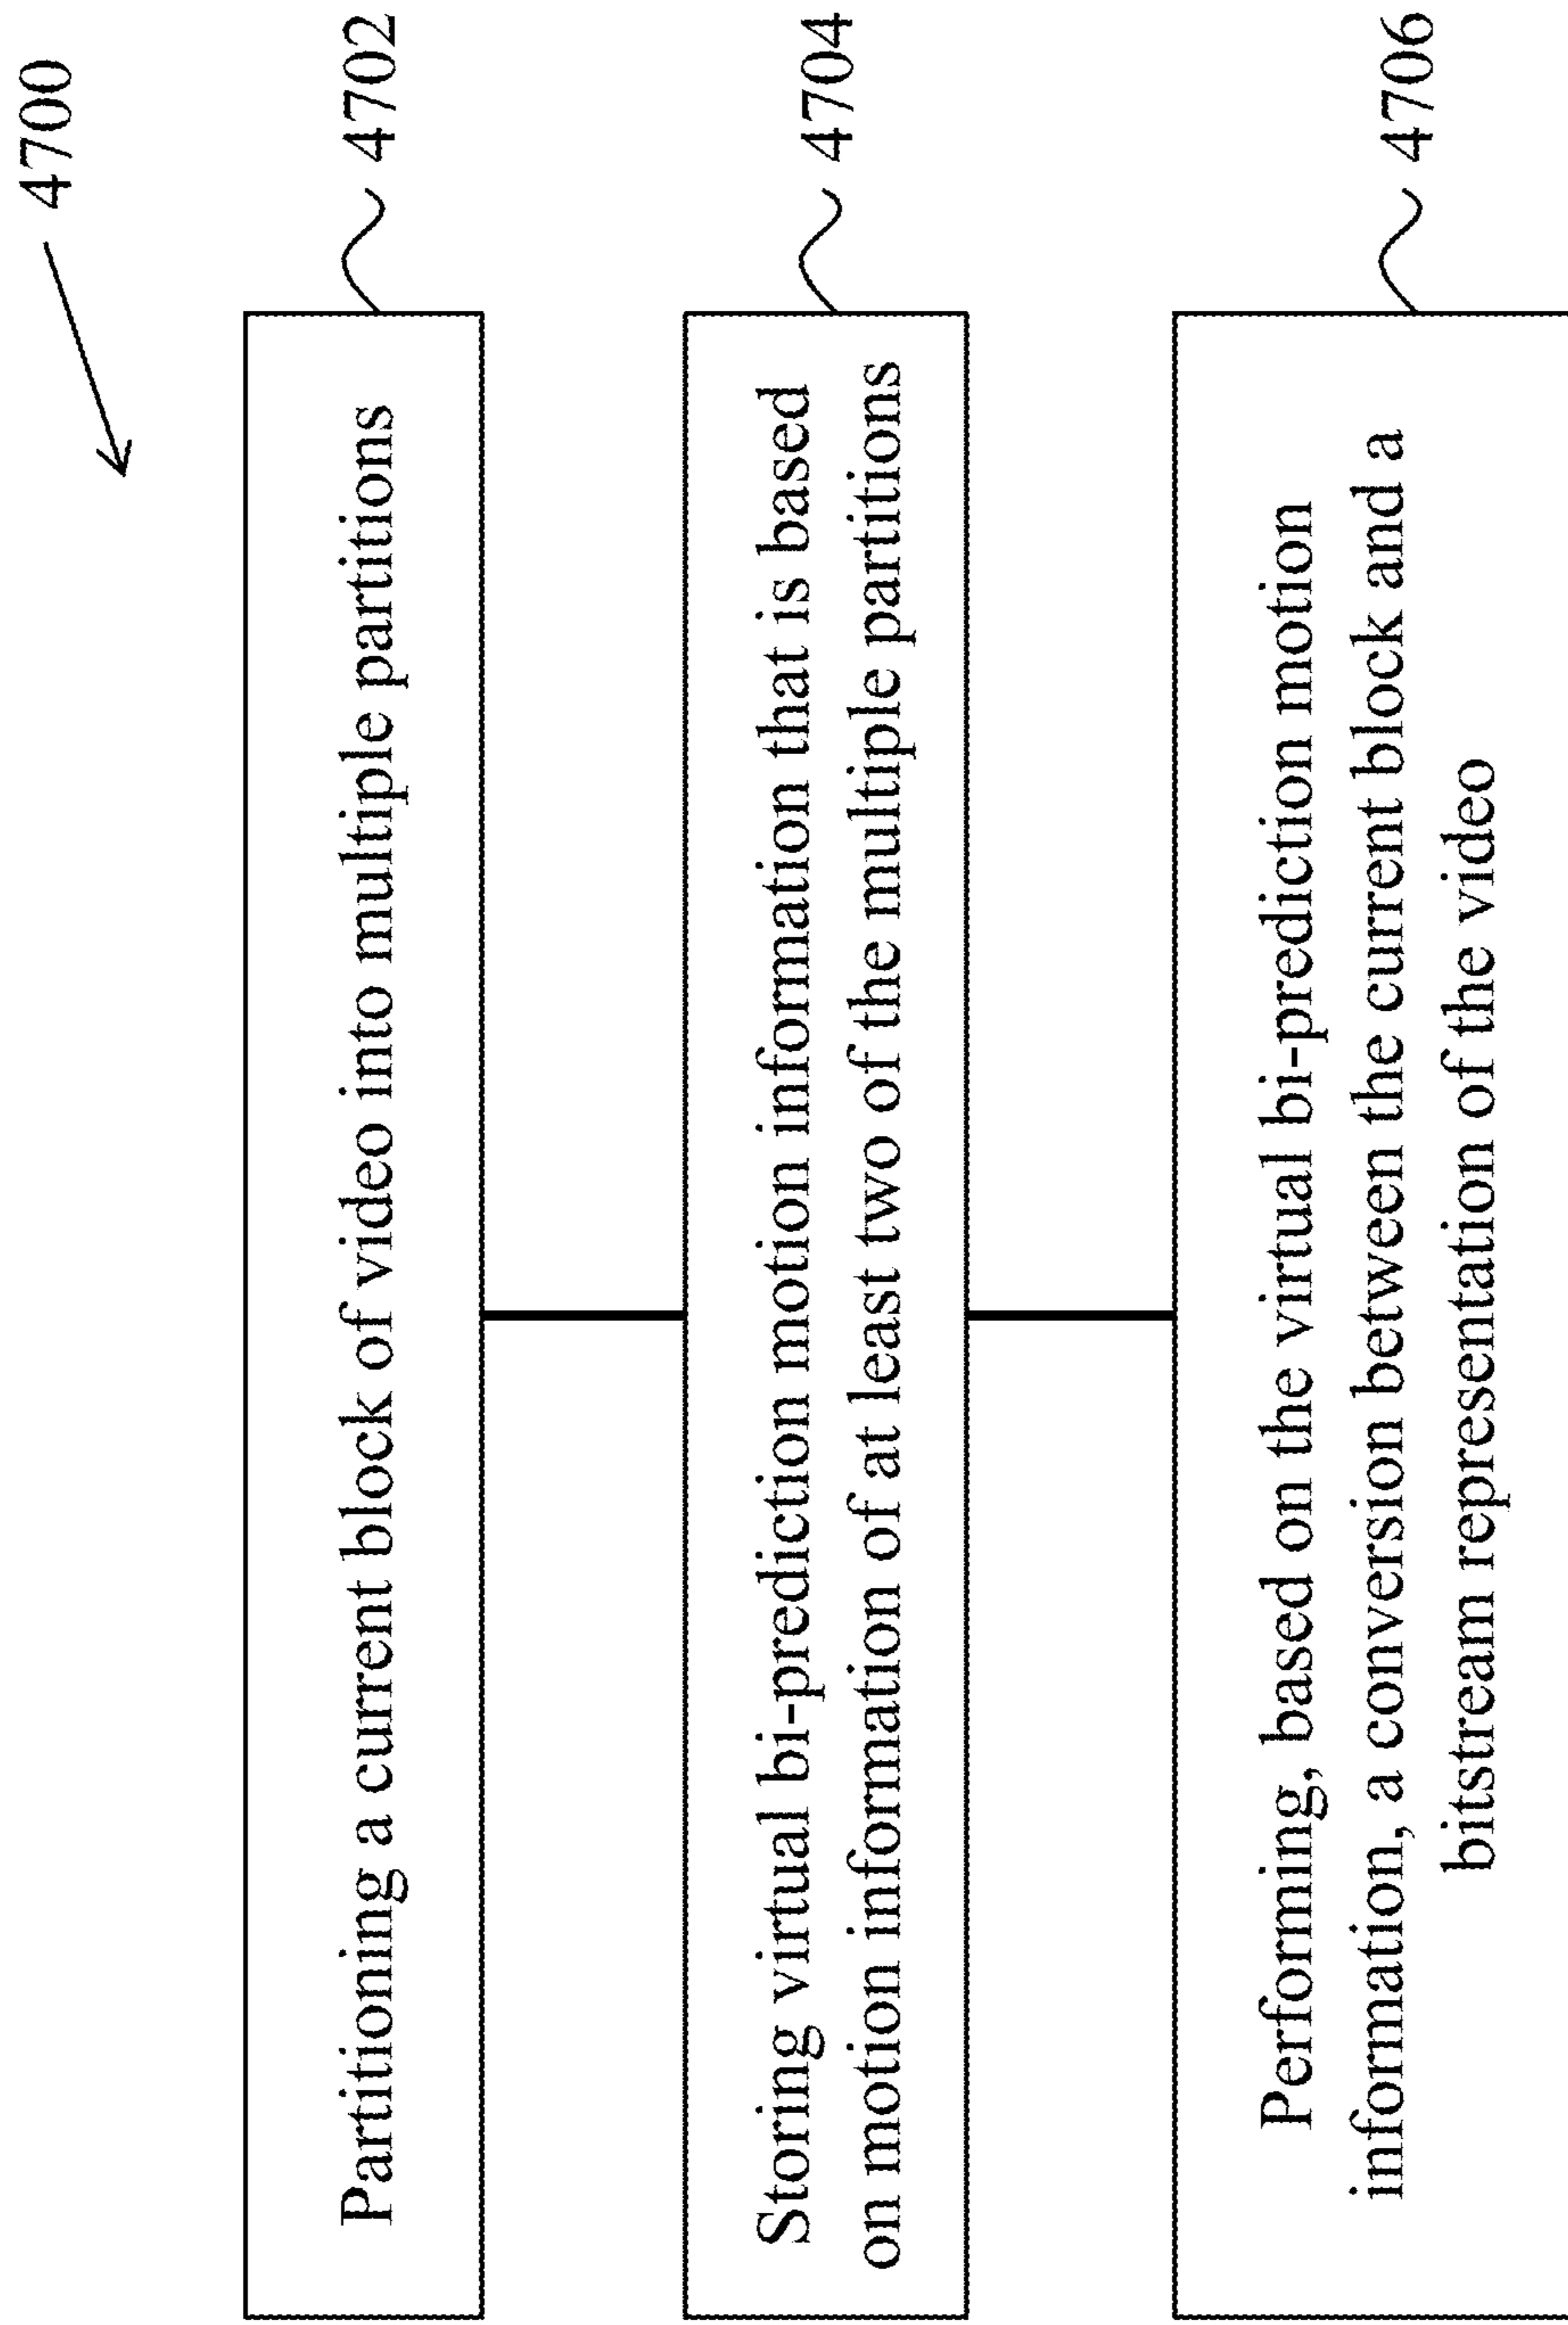 4700
Partitioning a current block of video into multiple partitions
4702
Storing virtual bi-prediction motion information that is based
on motion information of at least two of the multiple partitions
4704
Performing, based on the virtual bi-prediction motion
information, a conversion between the current block and a
bitstream representation of the video
4706